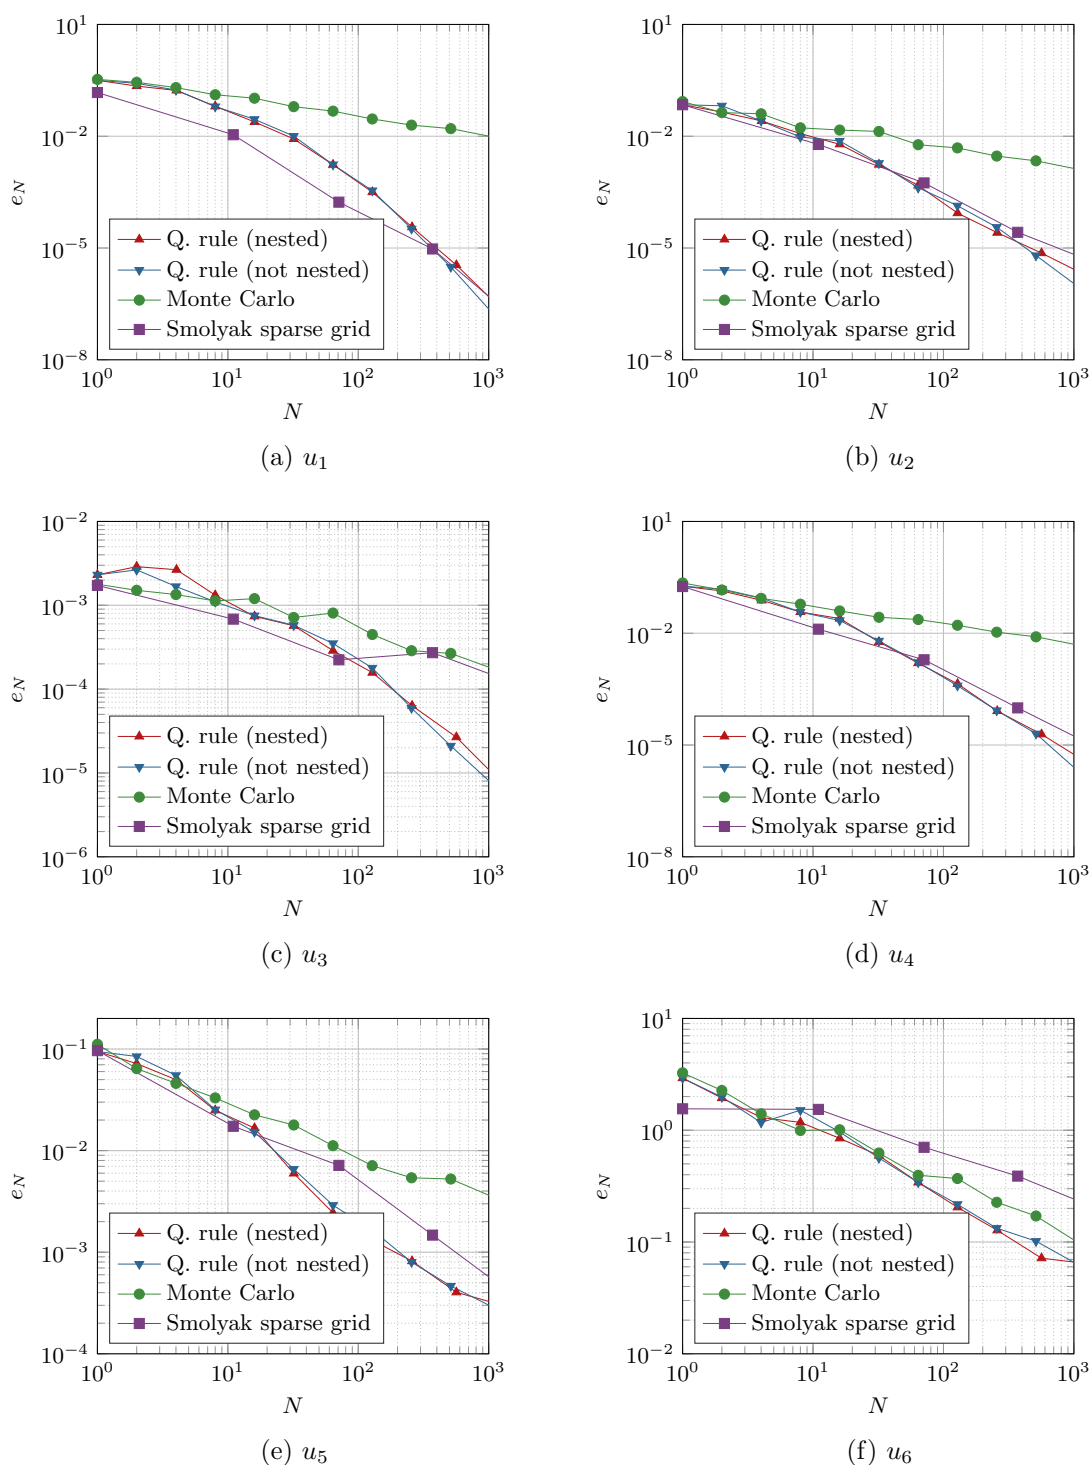 10^1
10^{-2}
10^{-5}
10^{-8}
e_N
10^0 10^1 10^2 10^3
N
Q. rule (nested)
Q. rule (not nested)
Monte Carlo
Smolyak sparse grid
(a) u_1
10^1
10^{-2}
10^{-5}
10^{-8}
e_N
10^0 10^1 10^2 10^3
N
Q. rule (nested)
Q. rule (not nested)
Monte Carlo
Smolyak sparse grid
(b) u_2
10^{-2}
10^{-3}
10^{-4}
10^{-5}
10^{-6}
e_N
10^0 10^1 10^2 10^3
N
Q. rule (nested)
Q. rule (not nested)
Monte Carlo
Smolyak sparse grid
(c) u_3
10^1
10^{-2}
10^{-5}
10^{-8}
e_N
10^0 10^1 10^2 10^3
N
Q. rule (nested)
Q. rule (not nested)
Monte Carlo
Smolyak sparse grid
(d) u_4
10^{-1}
10^{-2}
10^{-3}
10^{-4}
e_N
10^0 10^1 10^2 10^3
N
Q. rule (nested)
Q. rule (not nested)
Monte Carlo
Smolyak sparse grid
(e) u_5
10^1
10^0
10^{-1}
10^{-2}
e_N
10^0 10^1 10^2 10^3
N
Q. rule (nested)
Q. rule (not nested)
Monte Carlo
Smolyak sparse grid
(f) u_6